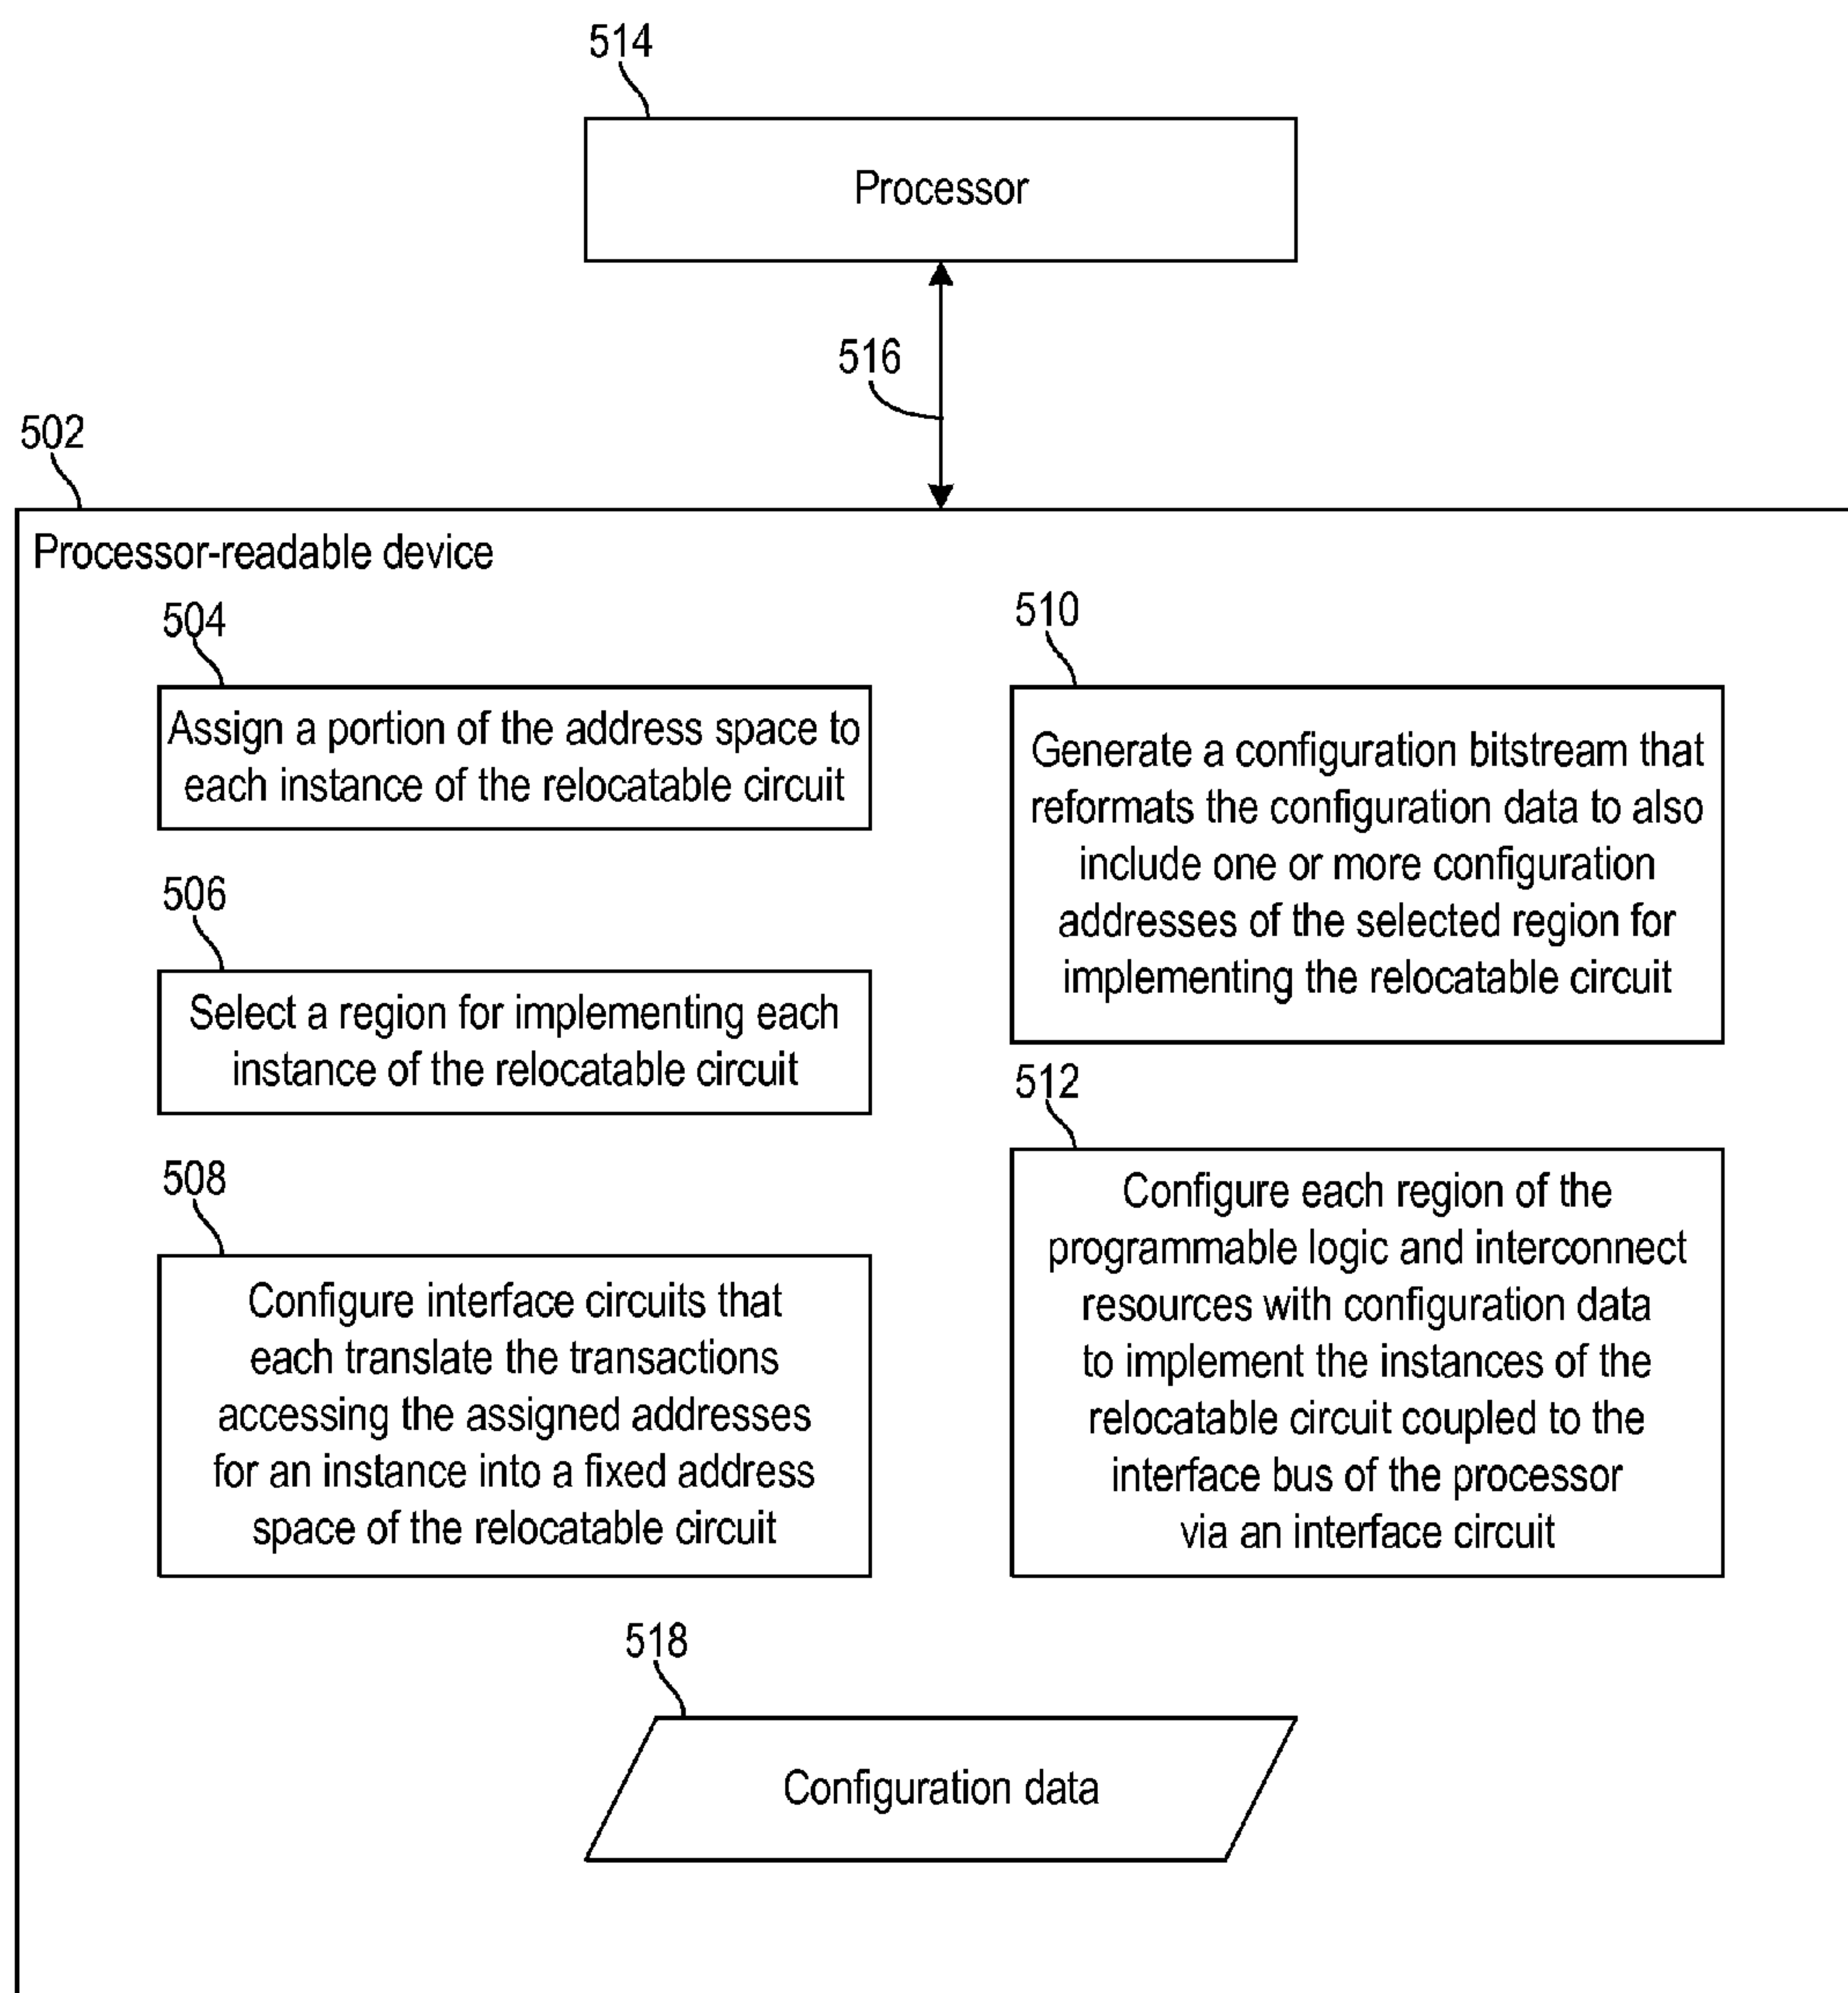 514
Processor
516
502
Processor-readable device
504
Assign a portion of the address space to
each instance of the relocatable circuit
506
Select a region for implementing each
instance of the relocatable circuit
508
Configure interface circuits that
each translate the transactions
accessing the assigned addresses
for an instance into a fixed address
space of the relocatable circuit
510
Generate a configuration bitstream that
reformats the configuration data to also
include one or more configuration
addresses of the selected region for
implementing the relocatable circuit
512
Configure each region of the
programmable logic and interconnect
resources with configuration data
to implement the instances of the
relocatable circuit coupled to the
interface bus of the processor
via an interface circuit
518
Configuration data